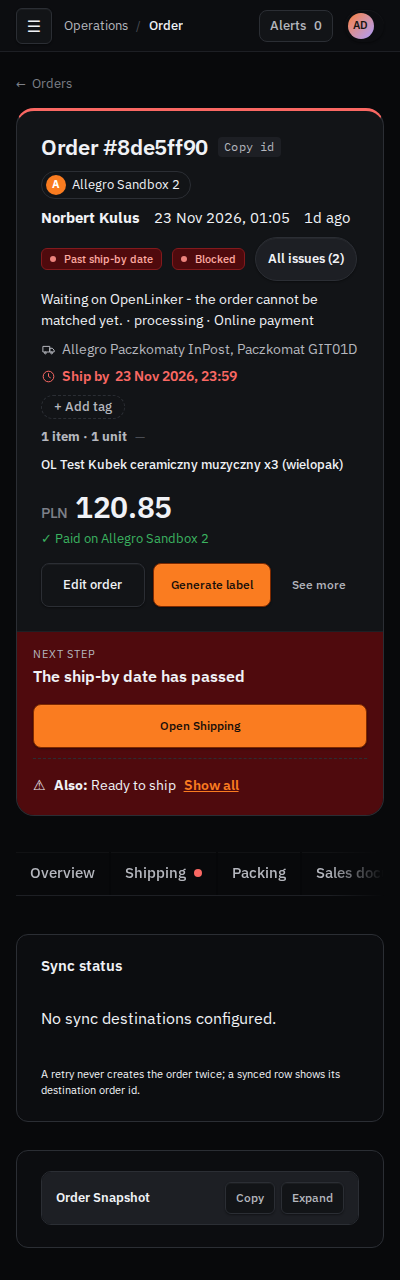 ☰ Operations / Order Alerts 0 AD
← Orders
Order #8de5ff90 Copy id
A Allegro Sandbox 2
Norbert Kulus 23 Nov 2026, 01:05 1d ago
Past ship-by date Blocked All issues (2)
Waiting on OpenLinker - the order cannot be
matched yet. · processing · Online payment
Allegro Paczkomaty InPost, Paczkomat GIT01D
Ship by 23 Nov 2026, 23:59
+ Add tag
1 item · 1 unit —
OL Test Kubek ceramiczny muzyczny x3 (wielopak)
PLN 120.85
✓ Paid on Allegro Sandbox 2
Edit order Generate label See more
NEXT STEP
The ship-by date has passed
Open Shipping
⚠ Also: Ready to ship Show all
Overview Shipping Packing Sales doc
Sync status
No sync destinations configured.
A retry never creates the order twice; a synced row shows its
destination order id.
Order Snapshot Copy Expand